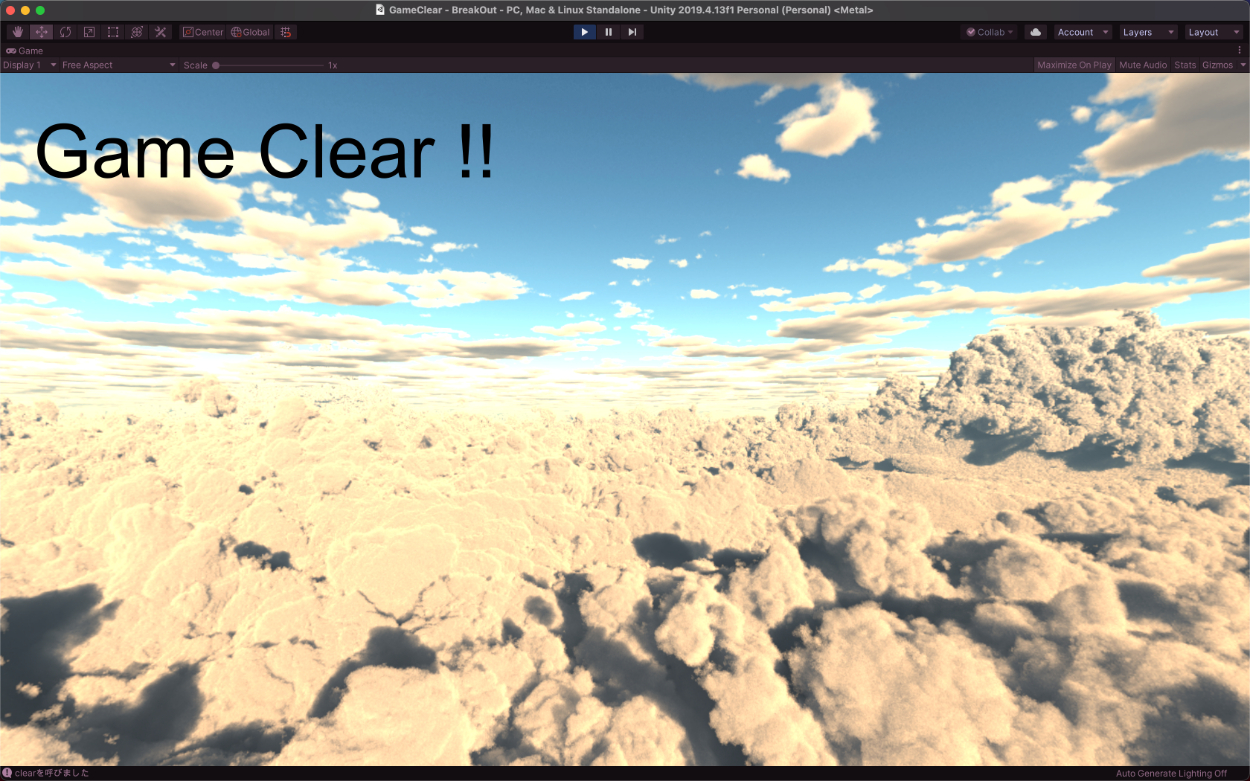 GameClear - BreakOut - PC, Mac & Linux Standalone - Unity 2019.4.13f1 Personal (Personal) <Metal>
Center Global Collab Account Layers Layout
Game
Display 1 Free Aspect Scale 1x Maximize On Play Mute Audio Stats Gizmos
Game Clear !!
clearを呼びました Auto Generate Lighting Off